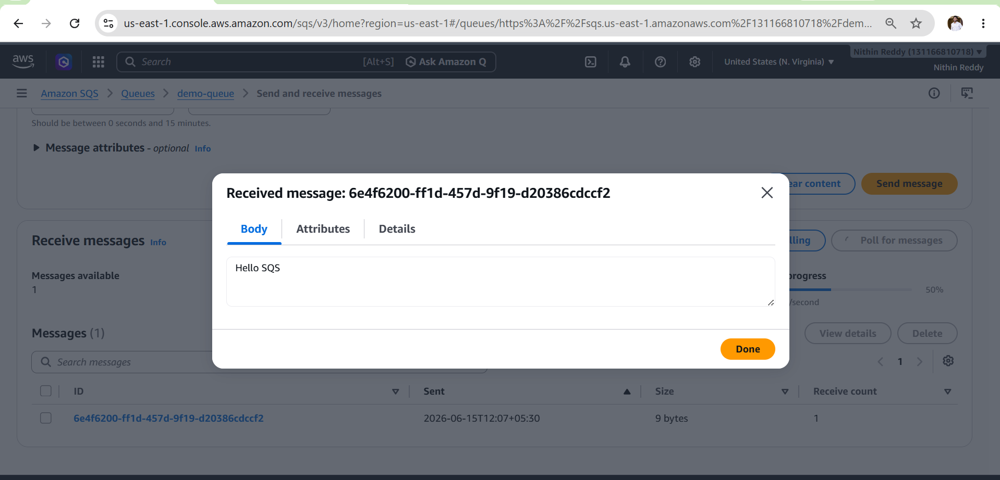 us-east-1.console.aws.amazon.com/sqs/v3/home?region=us-east-1#/queues/https%3A%2F%2Fsqs.us-east-1.amazonaws.com%2F131166810718%2Fdem...
aws
Search [Alt+S] Ask Amazon Q
United States (N. Virginia)
Nithin Reddy (131166810718)
Nithin Reddy
Amazon SQS > Queues > demo-queue > Send and receive messages
Should be between 0 seconds and 15 minutes.
Message attributes - optional Info
ear content
Send message
Received message: 6e4f6200-ff1d-457d-9f19-d20386cdccf2
Body Attributes Details
Hello SQS
Done
Receive messages Info
lling
Poll for messages
Messages available
1
progress
50%
/second
Messages (1)
View details
Delete
Search messages
1
ID Sent Size Receive count
6e4f6200-ff1d-457d-9f19-d20386cdccf2 2026-06-15T12:07+05:30 9 bytes 1